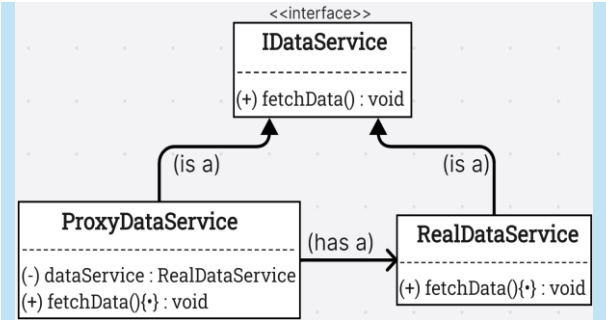 <<interface>>
IDataService
(+) fetchData() : void
(is a)
(is a)
ProxyDataService
(-) dataService : RealDataService
(+) fetchData(){•} : void
(has a)
RealDataService
(+) fetchData(){•} : void